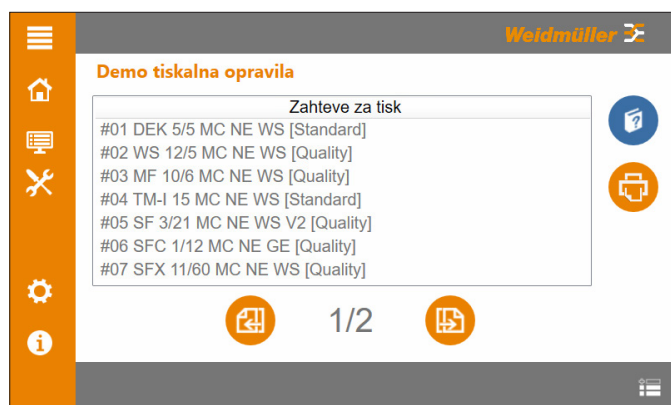 Weidmüller
Demo tiskalna opravila
Zahteve za tisk
#01 DEK 5/5 MC NE WS [Standard]
#02 WS 12/5 MC NE WS [Quality]
#03 MF 10/6 MC NE WS [Quality]
#04 TM-I 15 MC NE WS [Standard]
#05 SF 3/21 MC NE WS V2 [Quality]
#06 SFC 1/12 MC NE GE [Quality]
#07 SFX 11/60 MC NE WS [Quality]
1/2